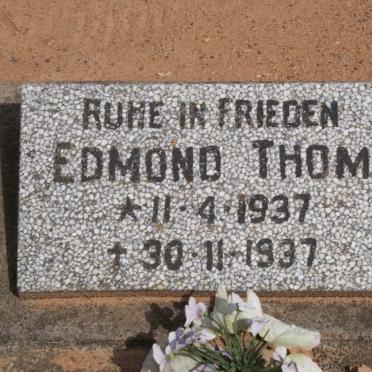 RUHE IN FRIEDEN
EDMOND THOM
* 11 · 4 · 1937
† 30 · 11 · 1937